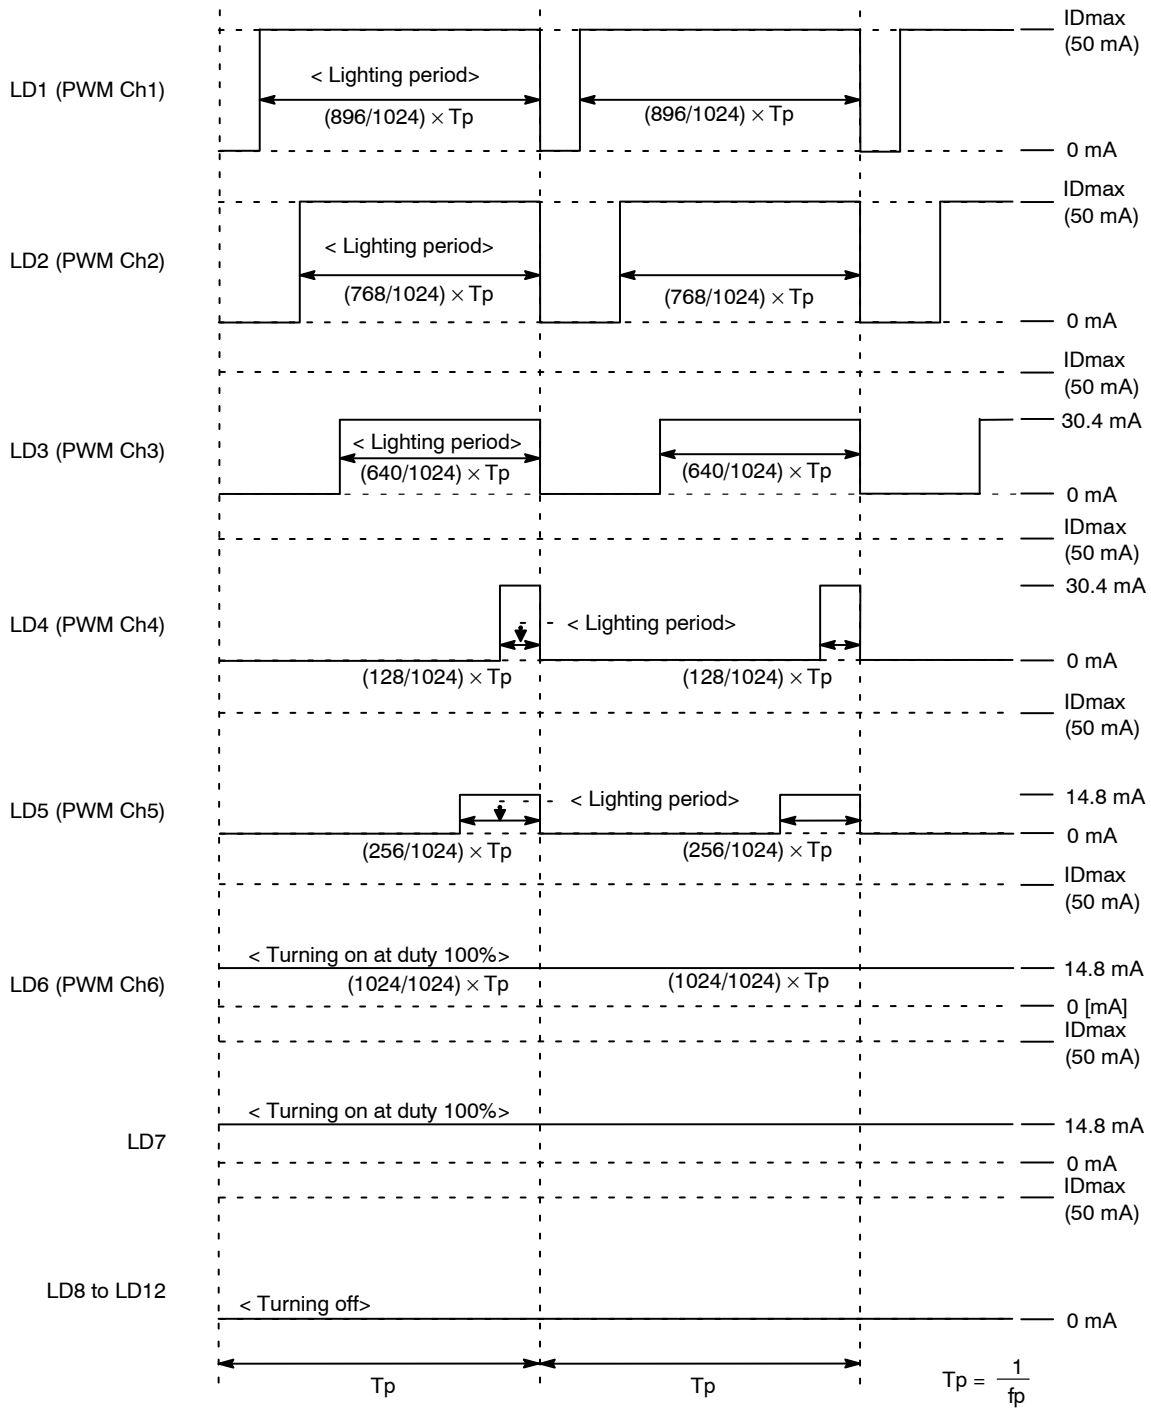 IDmax
(50 mA)
LD1 (PWM Ch1)
< Lighting period>
(896/1024) × Tp
(896/1024) × Tp
0 mA
IDmax
(50 mA)
LD2 (PWM Ch2)
< Lighting period>
(768/1024) × Tp
(768/1024) × Tp
0 mA
IDmax
(50 mA)
30.4 mA
LD3 (PWM Ch3)
< Lighting period>
(640/1024) × Tp
(640/1024) × Tp
0 mA
IDmax
(50 mA)
30.4 mA
LD4 (PWM Ch4)
< Lighting period>
0 mA
(128/1024) × Tp
(128/1024) × Tp
IDmax
(50 mA)
LD5 (PWM Ch5)
< Lighting period>
14.8 mA
0 mA
(256/1024) × Tp
(256/1024) × Tp
IDmax
(50 mA)
< Turning on at duty 100%>
14.8 mA
LD6 (PWM Ch6)
(1024/1024) × Tp
(1024/1024) × Tp
0 [mA]
IDmax
(50 mA)
< Turning on at duty 100%>
14.8 mA
LD7
0 mA
IDmax
(50 mA)
LD8 to LD12
< Turning off>
0 mA
Tp
Tp
Tp = 1
fp